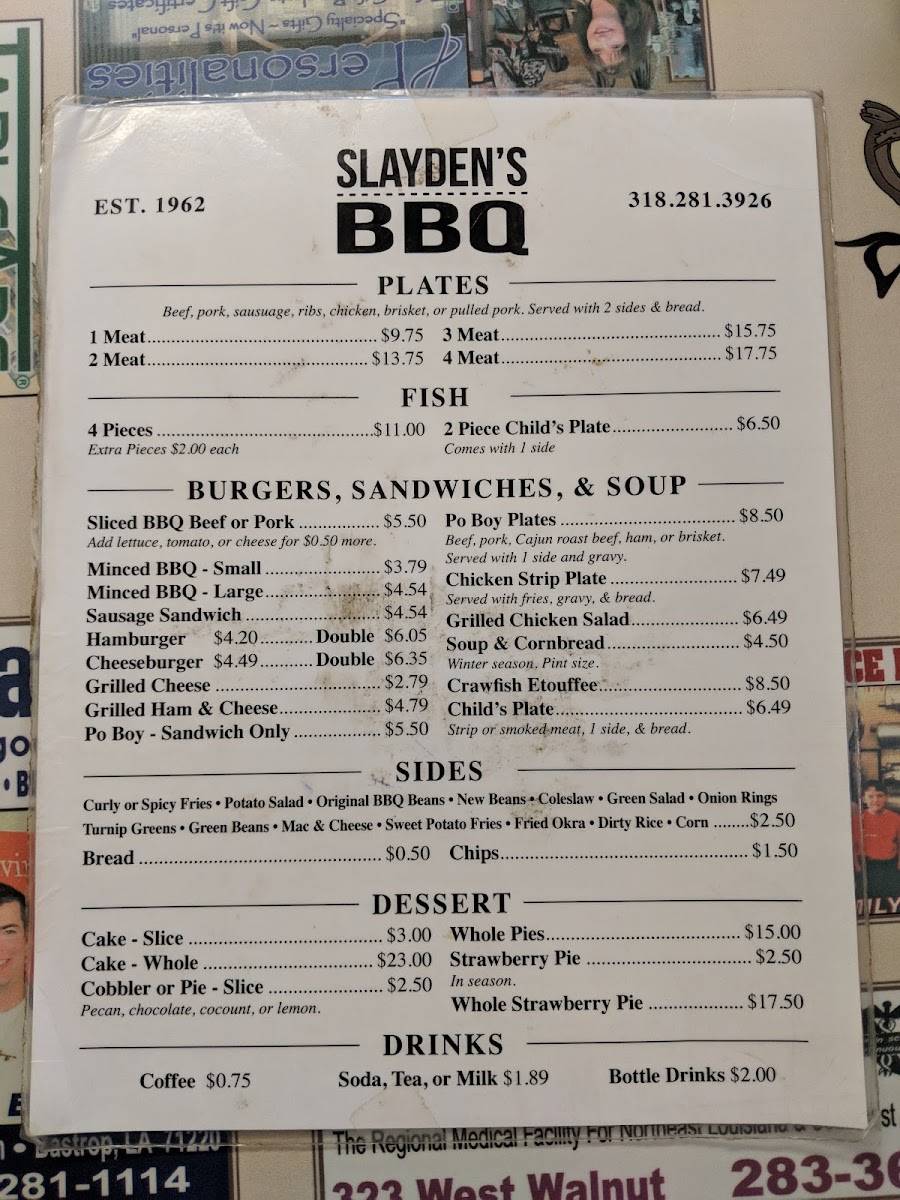 "Specialty Gifts ~ Now it's Personal"
Personalities
SLAYDEN'S
BBQ
EST. 1962
318.281.3926
PLATES
Beef, pork, sausuage, ribs, chicken, brisket, or pulled pork. Served with 2 sides & bread.
1 Meat.......................................... $9.75
2 Meat.......................................... $13.75
3 Meat.......................................... $15.75
4 Meat.......................................... $17.75
FISH
4 Pieces ..........................................$11.00
Extra Pieces $2.00 each
2 Piece Child's Plate........................ $6.50
Comes with 1 side
BURGERS, SANDWICHES, & SOUP
Sliced BBQ Beef or Pork ................ $5.50
Add lettuce, tomato, or cheese for $0.50 more.
Minced BBQ - Small....................... $3.79
Minced BBQ - Large....................... $4.54
Sausage Sandwich .......................... $4.54
Hamburger $4.20...........Double $6.05
Cheeseburger $4.49...........Double $6.35
Grilled Cheese ................................ $2.79
Grilled Ham & Cheese.................... $4.79
Po Boy - Sandwich Only ................. $5.50
Po Boy Plates .................................. $8.50
Beef, pork, Cajun roast beef, ham, or brisket.
Served with 1 side and gravy.
Chicken Strip Plate ......................... $7.49
Served with fries, gravy, & bread.
Grilled Chicken Salad..................... $6.49
Soup & Cornbread.......................... $4.50
Winter season, Pint size.
Crawfish Etouffee............................ $8.50
Child's Plate.................................... $6.49
Strip or smoked meat, 1 side, & bread.
SIDES
Curly or Spicy Fries • Potato Salad • Original BBQ Beans • New Beans • Coleslaw • Green Salad • Onion Rings
Turnip Greens • Green Beans • Mac & Cheese • Sweet Potato Fries • Fried Okra • Dirty Rice • Corn ........$2.50
Bread ............................................... $0.50
Chips................................................ $1.50
DESSERT
Cake - Slice ..................................... $3.00
Cake - Whole .................................. $23.00
Cobbler or Pie - Slice ...................... $2.50
Pecan, chocolate, cocount, or lemon.
Whole Pies...................................... $15.00
Strawberry Pie ................................ $2.50
In season.
Whole Strawberry Pie .................. $17.50
DRINKS
Coffee $0.75
Soda, Tea, or Milk $1.89
Bottle Drinks $2.00
Bastrop, LA 71220
281-1114
The Regional Medical Facility For Northeast Louisiana &
323 West Walnut
283-36